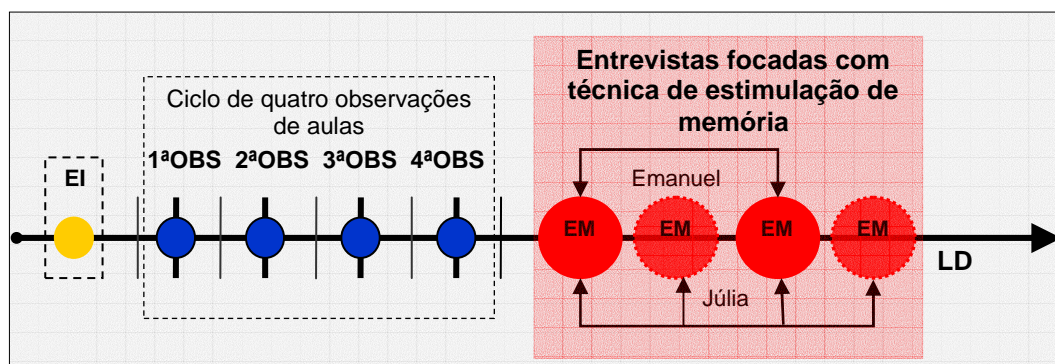 Entrevistas focadas com
técnica de estimulação de
memória
Ciclo de quatro observações
de aulas
EI
1ªOBS 2ªOBS 3ªOBS 4ªOBS
Emanuel
EM EM EM EM
LD
Júlia